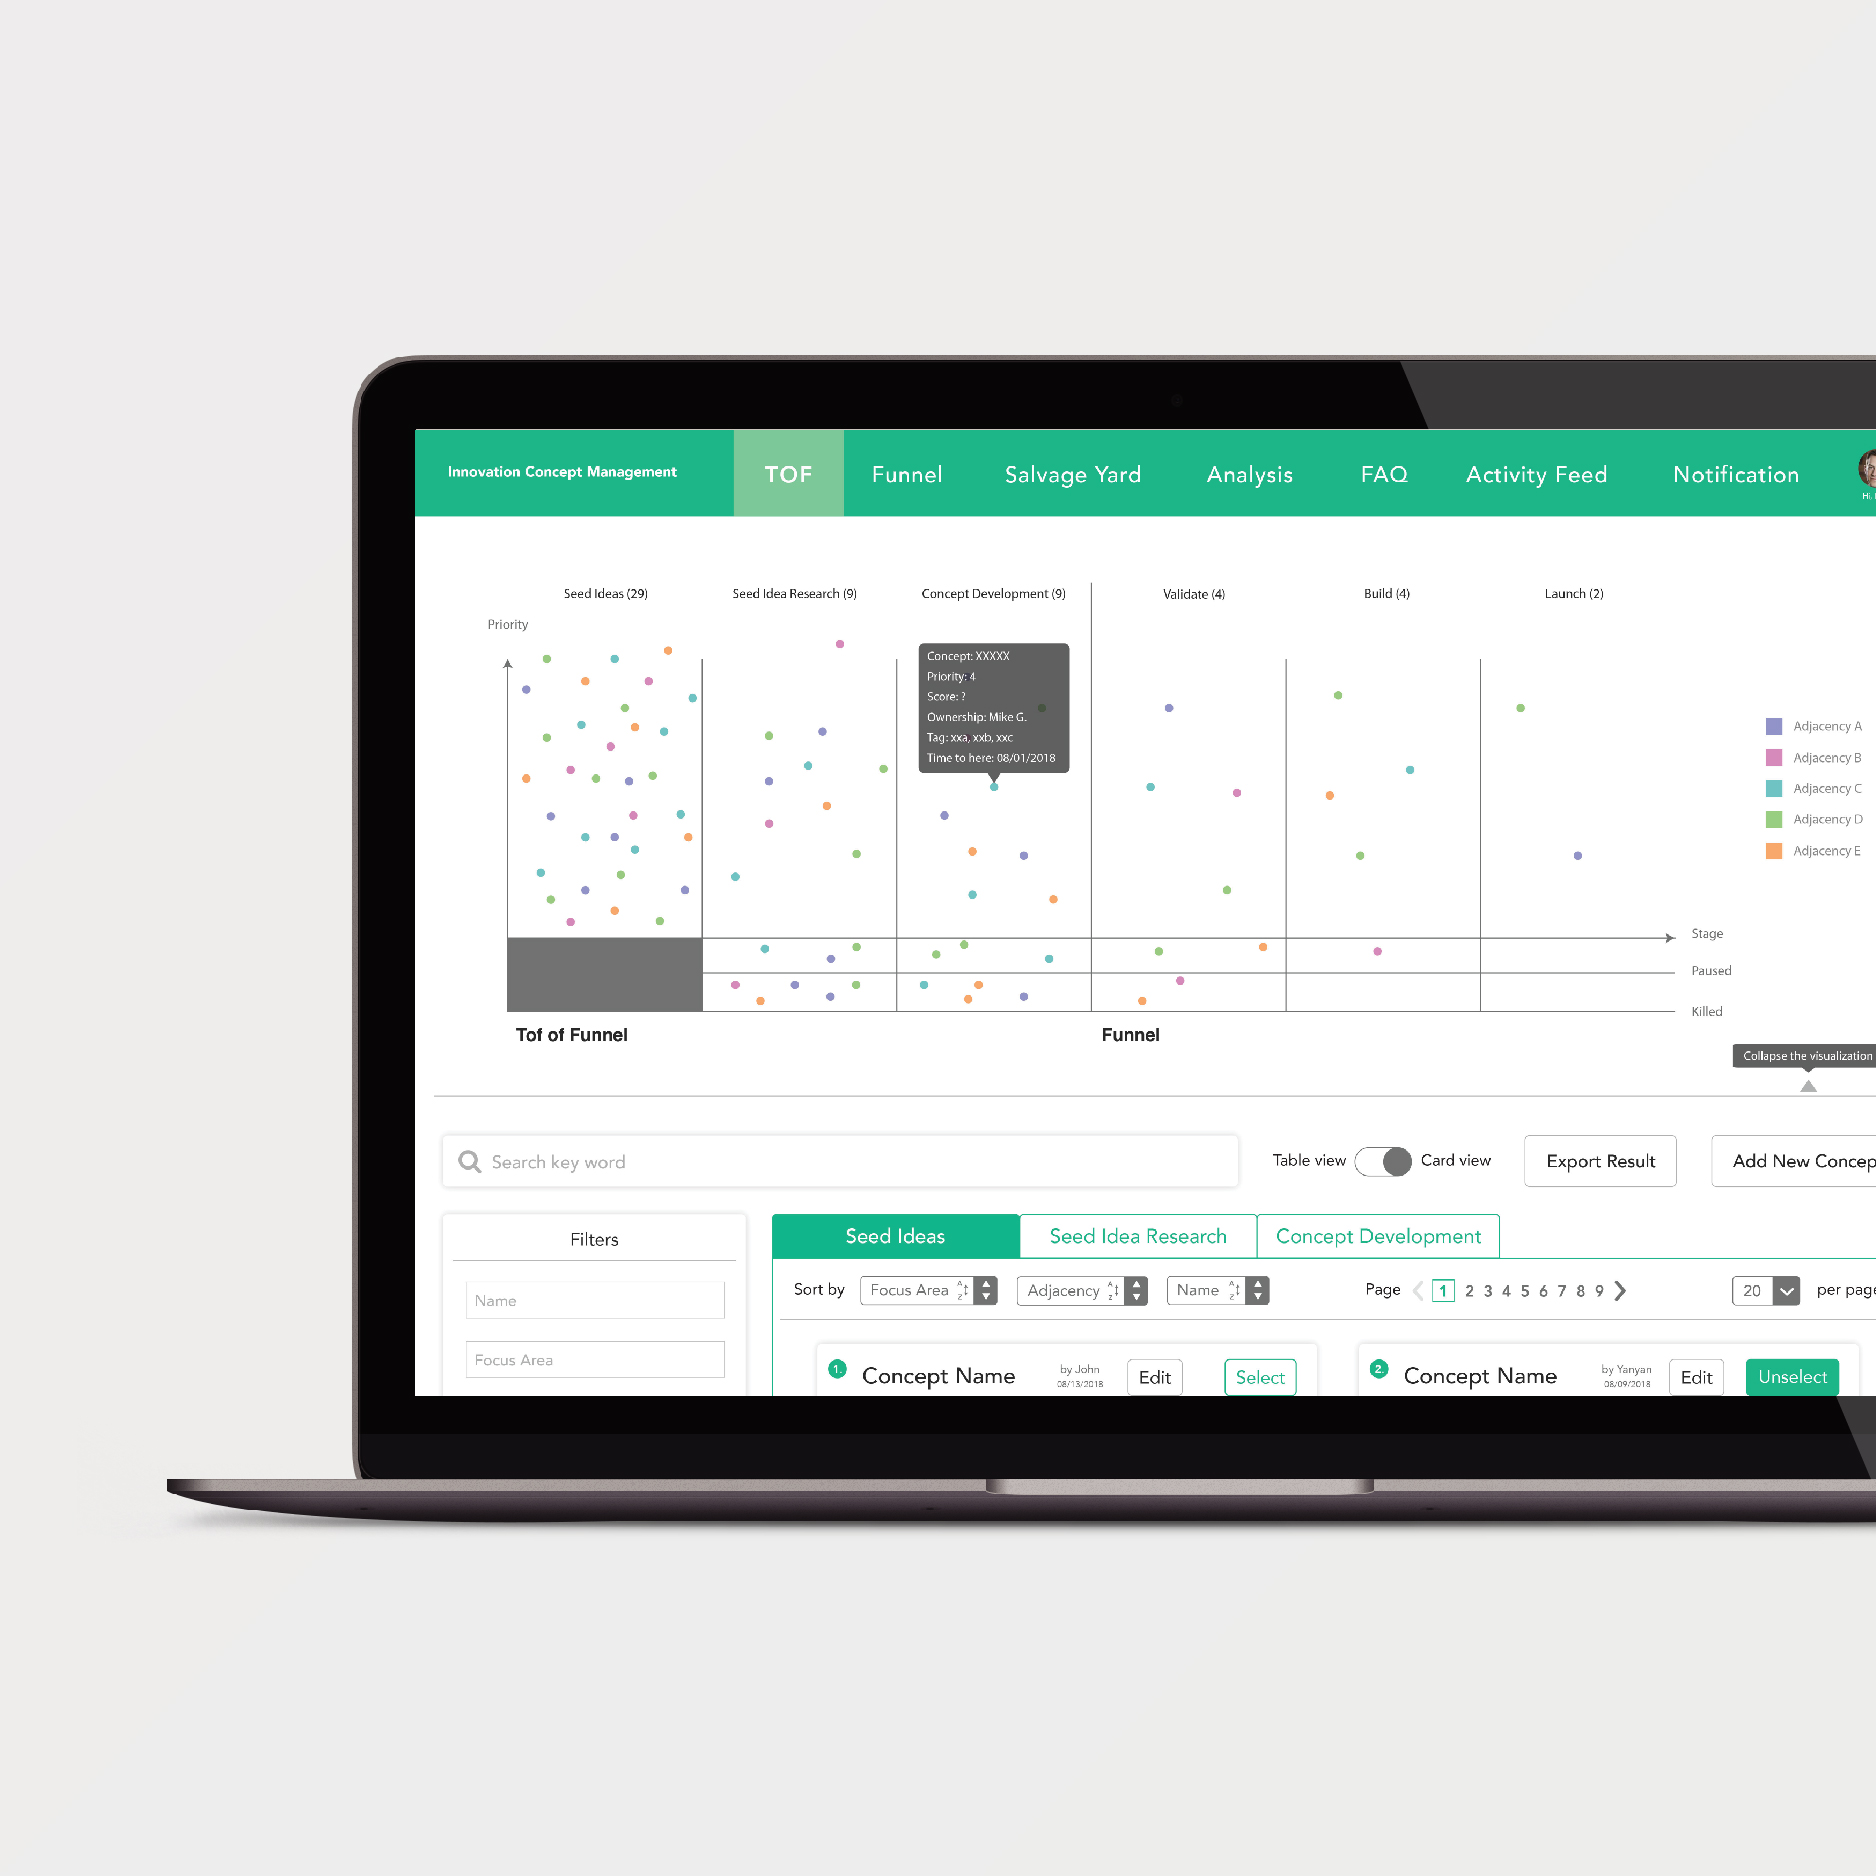 Innovation Concept Management
TOF
Funnel
Salvage Yard
Analysis
FAQ
Activity Feed
Notification
Hi,
Seed Ideas (29)
Seed Idea Research (9)
Concept Development (9)
Validate (4)
Build (4)
Launch (2)
Priority
Concept: XXXXX
Priority: 4
Score: ?
Ownership: Mike G.
Tag: xxa, xxb, xxc
Time to here: 08/01/2018
Adjacency A
Adjacency B
Adjacency C
Adjacency D
Adjacency E
Stage
Paused
Killed
Tof of Funnel
Funnel
Collapse the visualization
Search key word
Table view
Card view
Export Result
Add New Concep
Filters
Name
Focus Area
Seed Ideas
Seed Idea Research
Concept Development
Sort by
Focus Area
Adjacency
Name
Page
1 2 3 4 5 6 7 8 9
20
per page
1.
Concept Name
by John
08/13/2018
Edit
Select
2.
Concept Name
by Yanyan
08/09/2018
Edit
Unselect